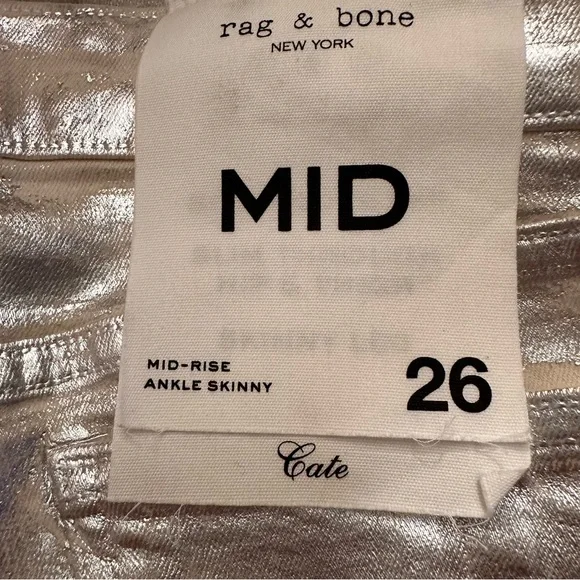 rag & bone
NEW YORK
MID
MID-RISE
ANKLE SKINNY
26
Cate